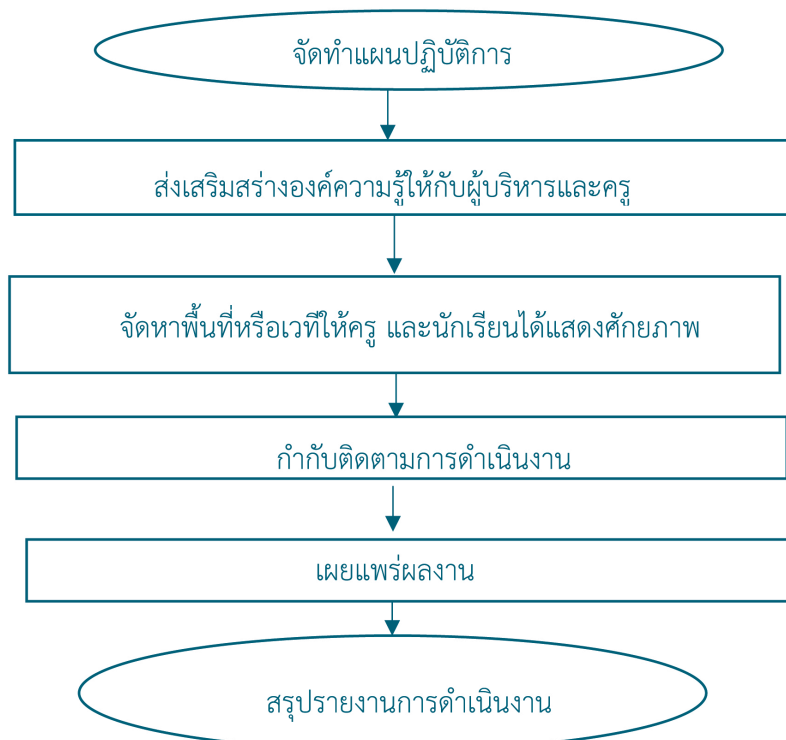 จัดทำแผนปฏิบัติการ
ส่งเสริมสร่างองค์ความรู้ให้กับผู้บริหารและครู
จัดหาพื้นที่หรือเวทีให้ครู และนักเรียนได้แสดงศักยภาพ
กำกับติดตามการดำเนินงาน
เผยแพร่ผลงาน
สรุปรายงานการดำเนินงาน